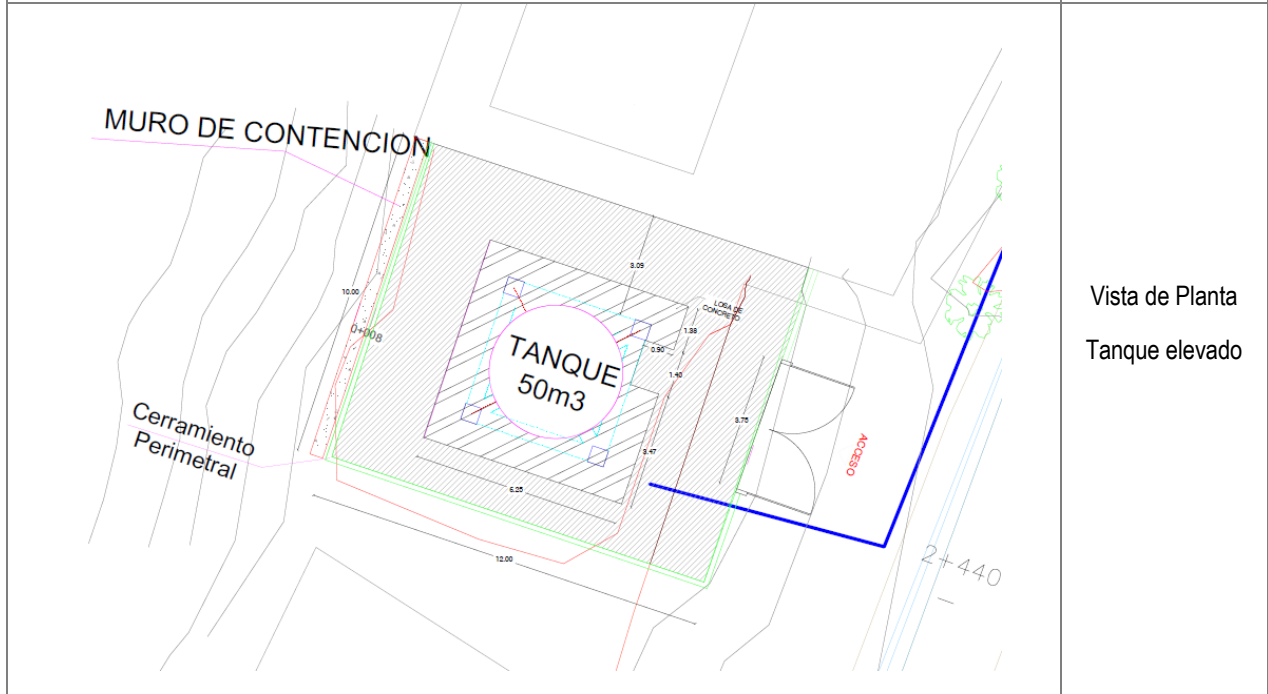 MURO DE CONTENCION
3.09
LOSA DE
CONCRETO
10.00
1.38
0+008
0.90
TANQUE
50m3
1.40
Vista de Planta
Tanque elevado
3.75
Cerramiento
Perimetral
ACCESO
3.47
6.25
12.00
2+440